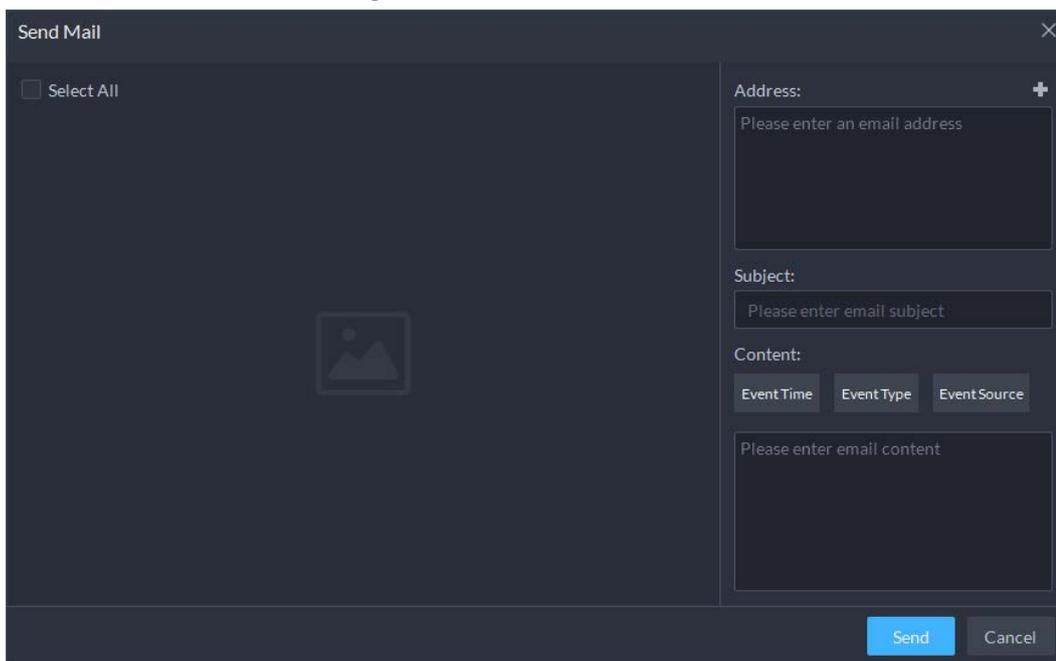 Send Mail
Select All
Address:
Please enter an email address
Subject:
Please enter email subject
Content:
Event Time Event Type Event Source
Please enter email content
Send Cancel